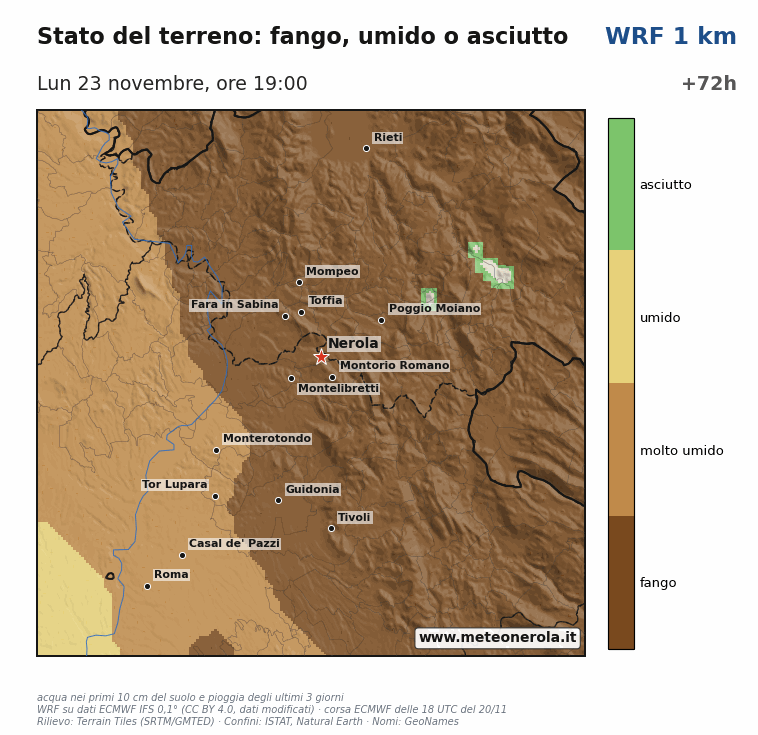 Stato del terreno: fango, umido o asciutto
WRF 1 km
Lun 23 novembre, ore 19:00
+72h
Rieti
asciutto
Mompeo
Toffia
Fara in Sabina
Poggio Moiano
umido
Nerola
Montorio Romano
Montelibretti
Monterotondo
molto umido
Tor Lupara
Guidonia
Tivoli
Casal de' Pazzi
Roma
fango
www.meteonerola.it
acqua nei primi 10 cm del suolo e pioggia degli ultimi 3 giorni
WRF su dati ECMWF IFS 0,1° (CC BY 4.0, dati modificati) · corsa ECMWF delle 18 UTC del 20/11
Rilievo: Terrain Tiles (SRTM/GMTED) · Confini: ISTAT, Natural Earth · Nomi: GeoNames